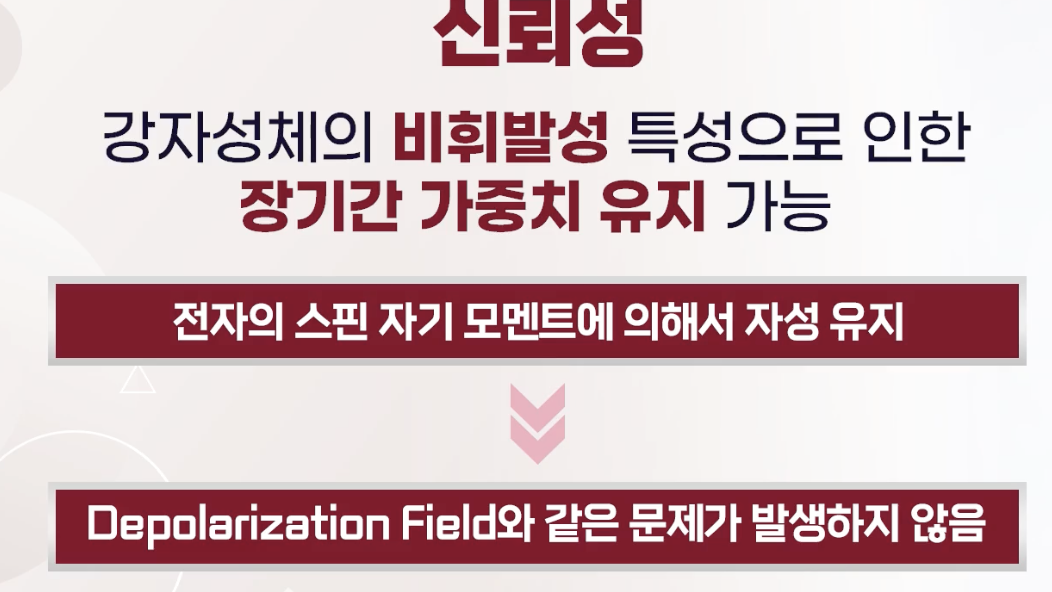 신뢰성
강자성체의 비휘발성 특성으로 인한
장기간 가중치 유지 가능
전자의 스핀 자기 모멘트에 의해서 자성 유지
Depolarization Field와 같은 문제가 발생하지 않음